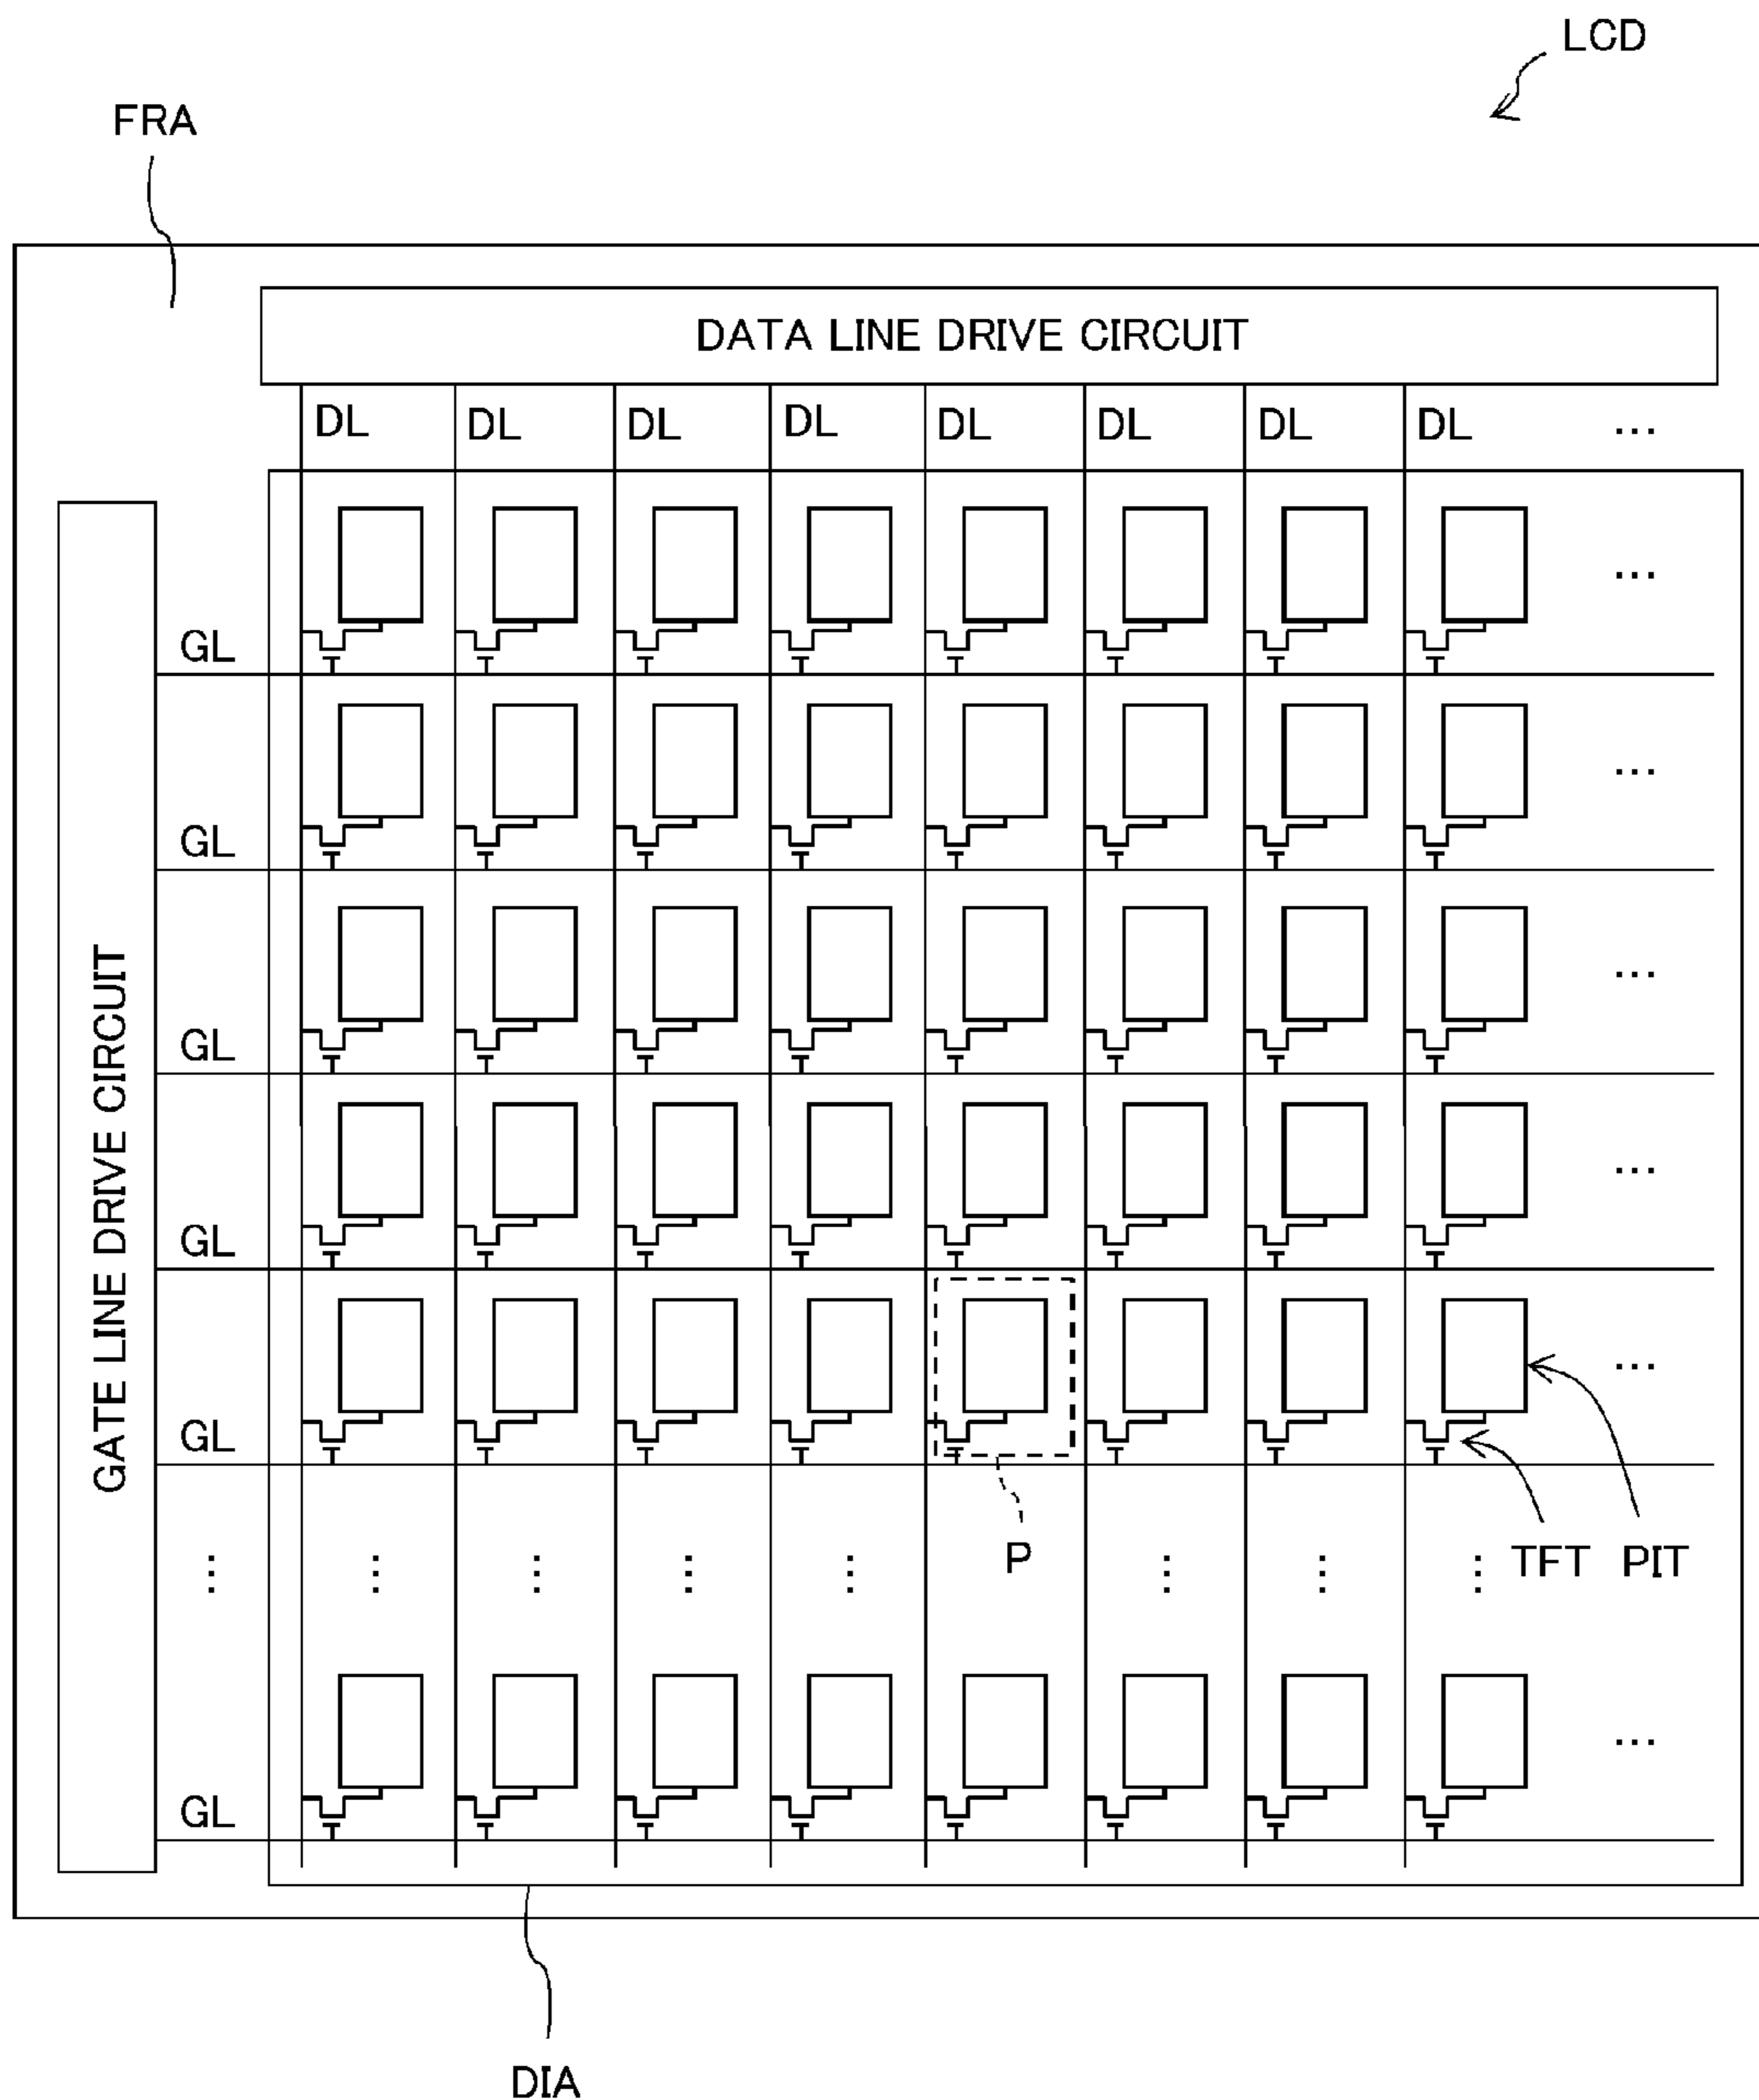 LCD
FRA
DATA LINE DRIVE CIRCUIT
DL DL DL DL DL DL DL DL ...
...
GL
...
GL
...
GL
...
GL
GATE LINE DRIVE CIRCUIT
...
GL
P
TFT PIT
...
GL
DIA